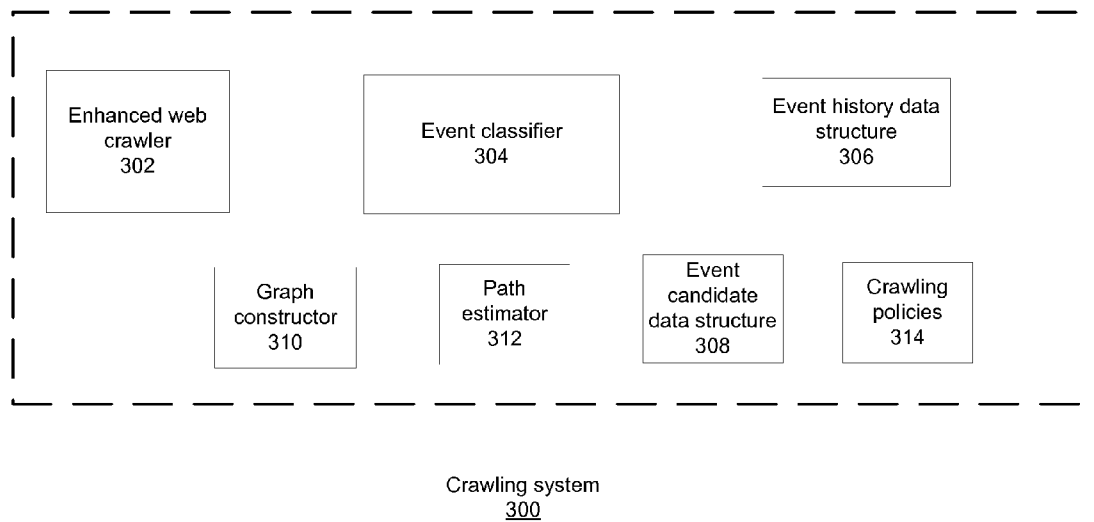 Enhanced web
crawler
302
Event classifier
304
Event history data
structure
306
Graph
constructor
310
Path
estimator
312
Event
candidate
data structure
308
Crawling
policies
314
Crawling system
300